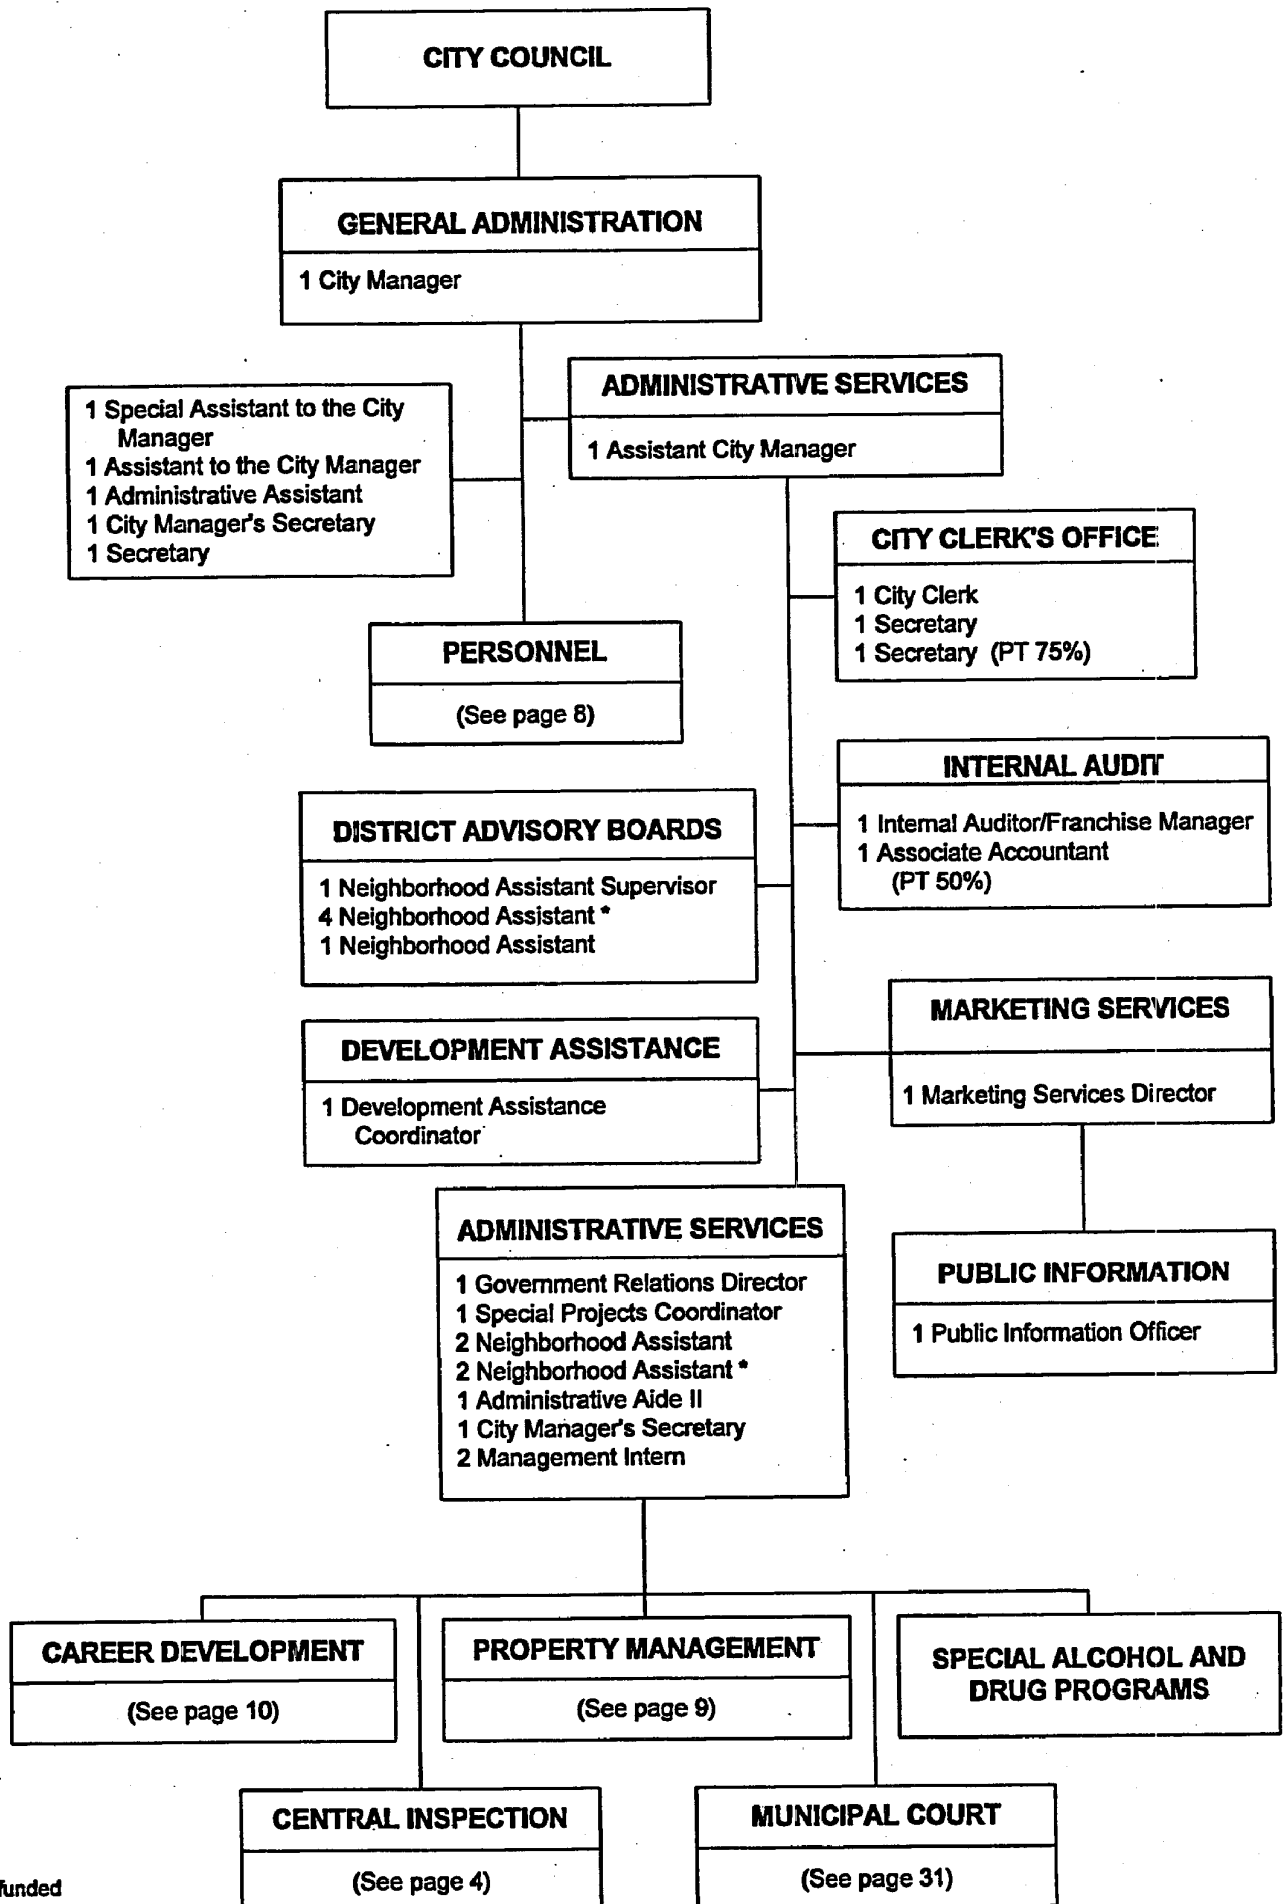 CITY COUNCIL
GENERAL ADMINISTRATION
1 City Manager
1 Special Assistant to the City
Manager
1 Assistant to the City Manager
1 Administrative Assistant
1 City Manager's Secretary
1 Secretary
ADMINISTRATIVE SERVICES
1 Assistant City Manager
CITY CLERK'S OFFICE
1 City Clerk
1 Secretary
1 Secretary (PT 75%)
PERSONNEL
(See page 8)
INTERNAL AUDIT
1 Internal Auditor/Franchise Manager
1 Associate Accountant
(PT 50%)
DISTRICT ADVISORY BOARDS
1 Neighborhood Assistant Supervisor
4 Neighborhood Assistant *
1 Neighborhood Assistant
MARKETING SERVICES
1 Marketing Services Director
DEVELOPMENT ASSISTANCE
1 Development Assistance
Coordinator
ADMINISTRATIVE SERVICES
1 Government Relations Director
1 Special Projects Coordinator
2 Neighborhood Assistant
2 Neighborhood Assistant *
1 Administrative Aide II
1 City Manager's Secretary
2 Management Intern
PUBLIC INFORMATION
1 Public Information Officer
CAREER DEVELOPMENT
(See page 10)
PROPERTY MANAGEMENT
(See page 9)
SPECIAL ALCOHOL AND
DRUG PROGRAMS
CENTRAL INSPECTION
(See page 4)
MUNICIPAL COURT
(See page 31)
funded